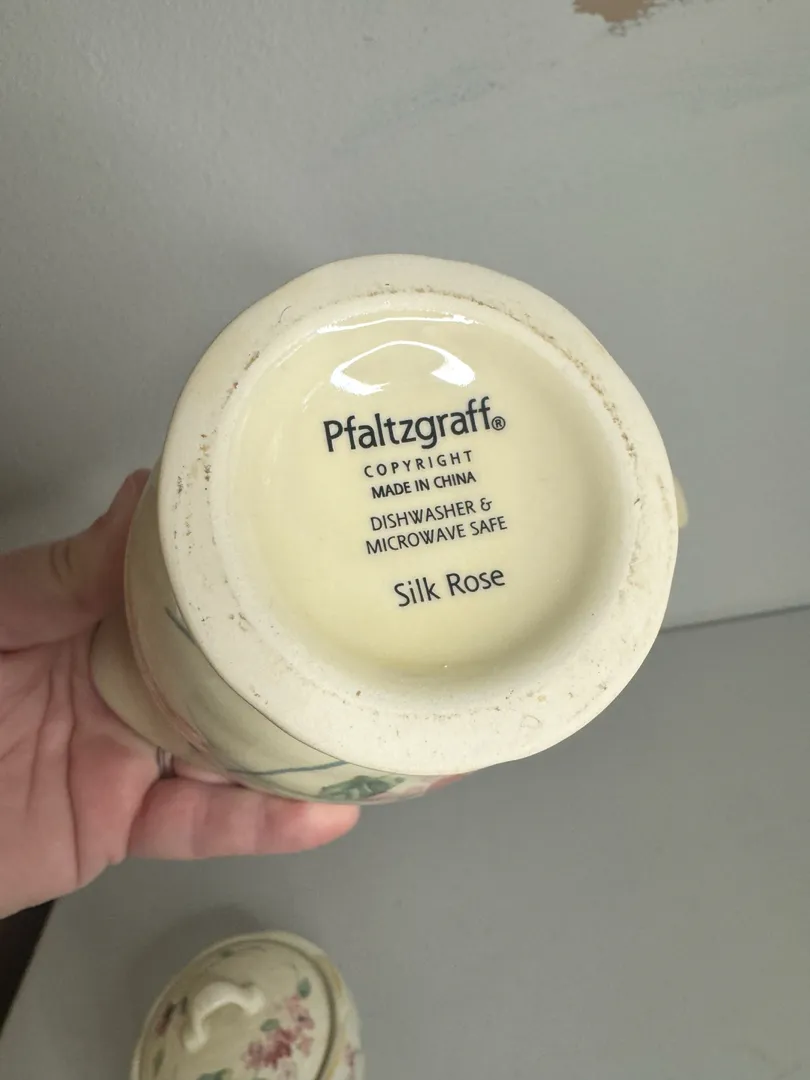 Pfaltzgraff®
COPYRIGHT
MADE IN CHINA
DISHWASHER &
MICROWAVE SAFE
Silk Rose